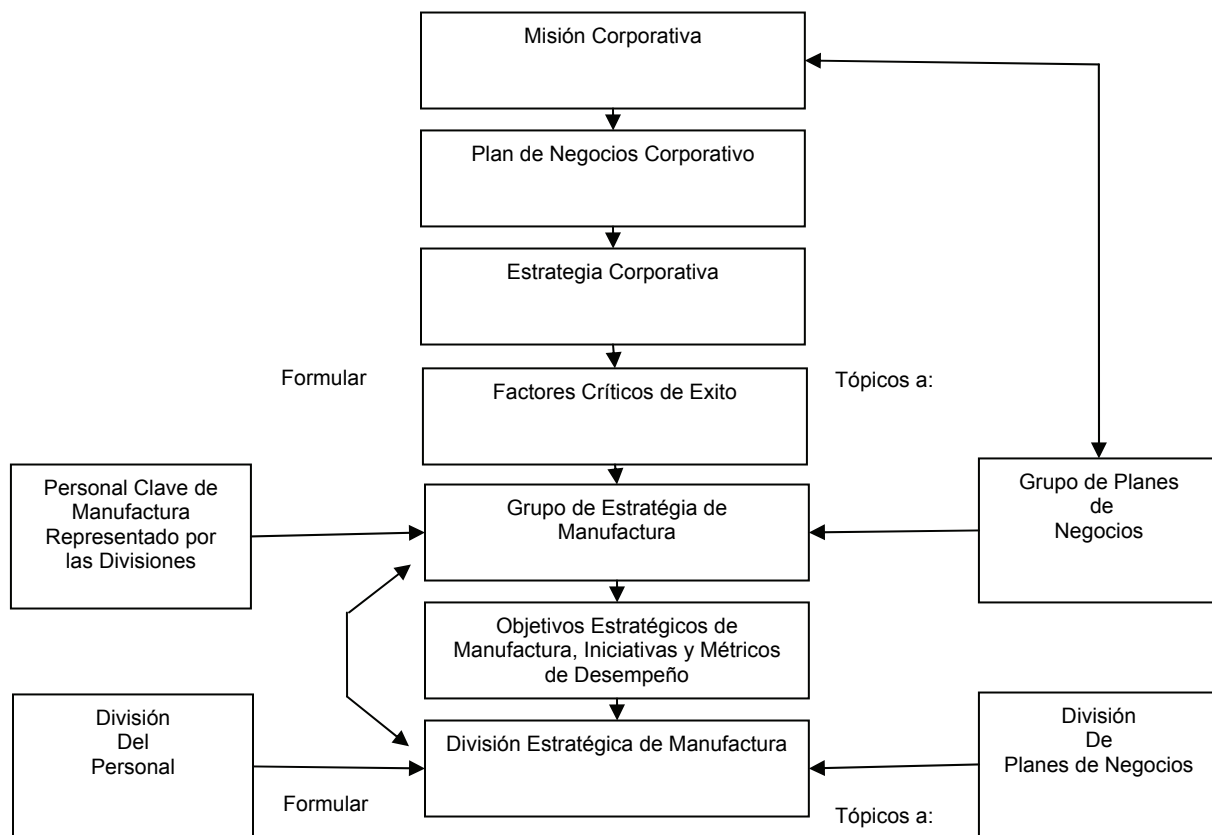 Misión Corporativa
Plan de Negocios Corporativo
Estrategia Corporativa
Formular
Factores Críticos de Exito
Tópicos a:
Personal Clave de
Manufactura
Representado por
las Divisiones
Grupo de Estratégia de
Manufactura
Grupo de Planes
de
Negocios
Objetivos Estratégicos de
Manufactura, Iniciativas y Métricos
de Desempeño
División
Del
Personal
División Estratégica de Manufactura
División
De
Planes de Negocios
Formular
Tópicos a: